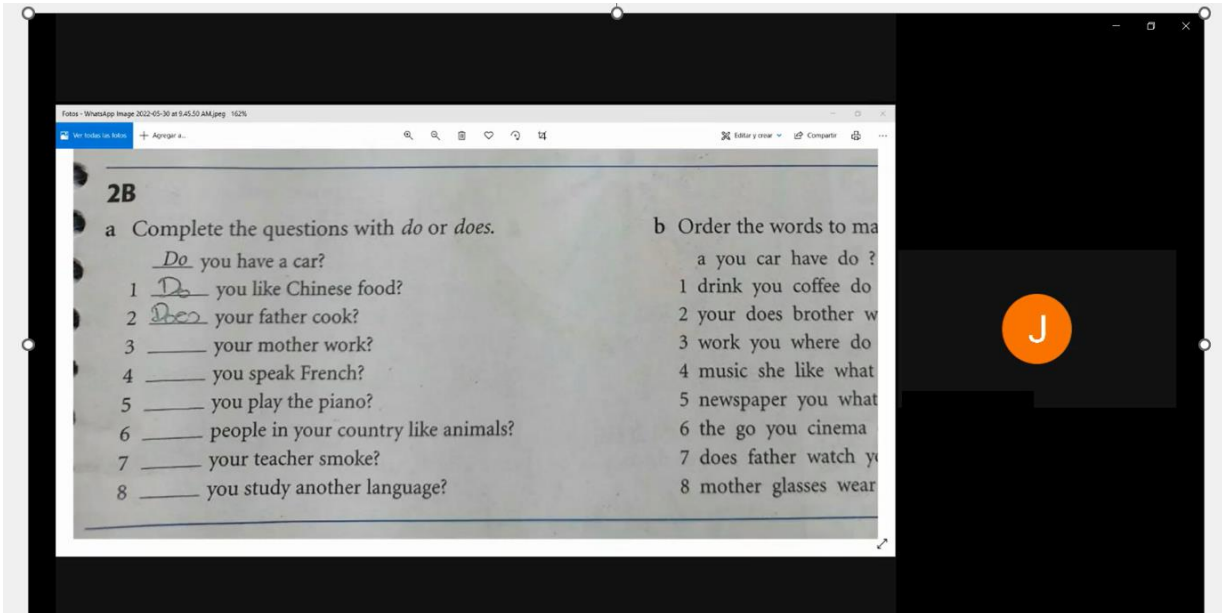 Fotos - WhatsApp Image 2022-05-30 at 9.45.50 AM.jpeg 162%
Ver todas las fotos
Agregar a...
Editar y crear
Compartir
2B
a Complete the questions with do or does.
Do you have a car?
1 Do you like Chinese food?
2 Does your father cook?
3 ______ your mother work?
4 ______ you speak French?
5 ______ you play the piano?
6 ______ people in your country like animals?
7 ______ your teacher smoke?
8 ______ you study another language?
b Order the words to ma
a you car have do ?
1 drink you coffee do
2 your does brother w
3 work you where do
4 music she like what
5 newspaper you what
6 the go you cinema
7 does father watch y
8 mother glasses wear
J